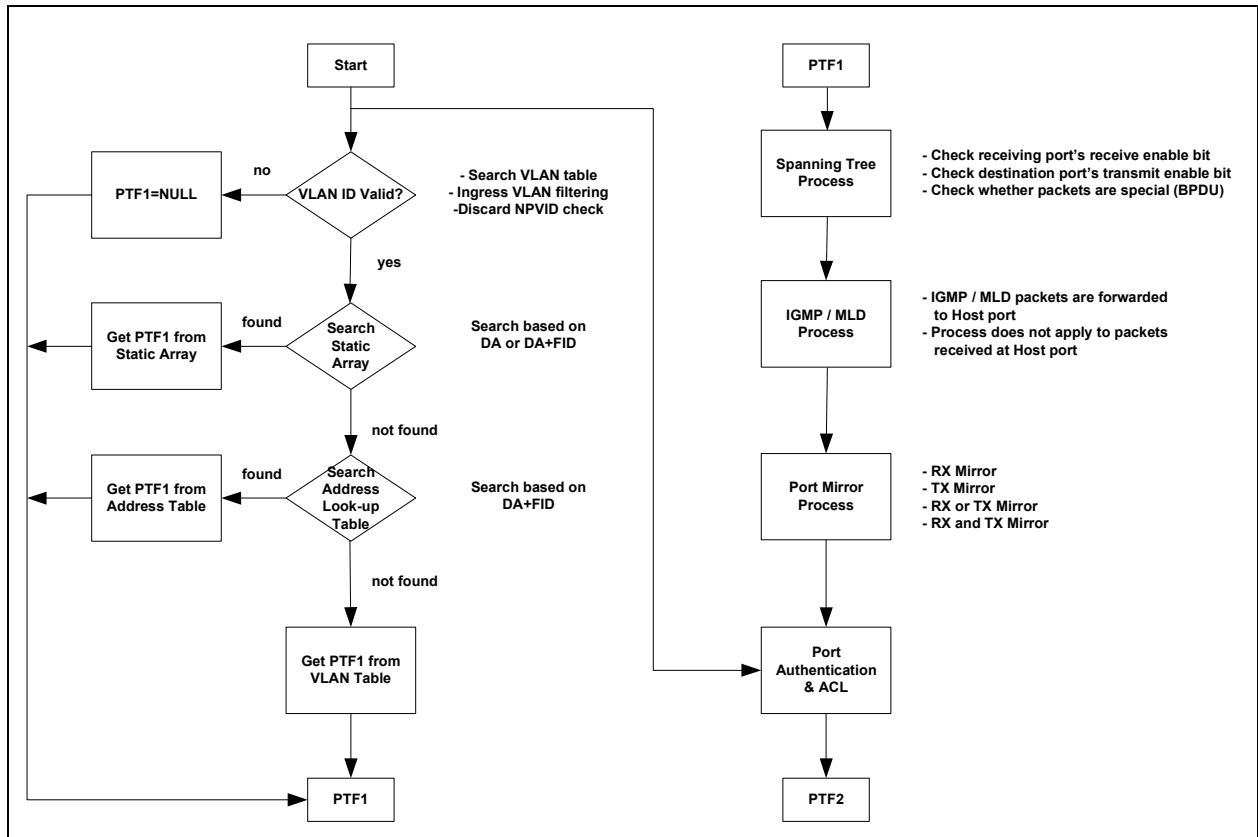 Start
no
PTF1=NULL
VLAN ID Valid?
- Search VLAN table
- Ingress VLAN filtering
-Discard NPVID check
yes
found
Get PTF1 from
Static Array
Search
Static
Array
Search based on
DA or DA+FID
not found
found
Get PTF1 from
Address Table
Search
Address
Look-up
Table
Search based on
DA+FID
not found
Get PTF1 from
VLAN Table
PTF1
PTF1
Spanning Tree
Process
- Check receiving port's receive enable bit
- Check destination port's transmit enable bit
- Check whether packets are special (BPDU)
IGMP / MLD
Process
- IGMP / MLD packets are forwarded
to Host port
- Process does not apply to packets
received at Host port
Port Mirror
Process
- RX Mirror
- TX Mirror
- RX or TX Mirror
- RX and TX Mirror
Port
Authentication
& ACL
PTF2